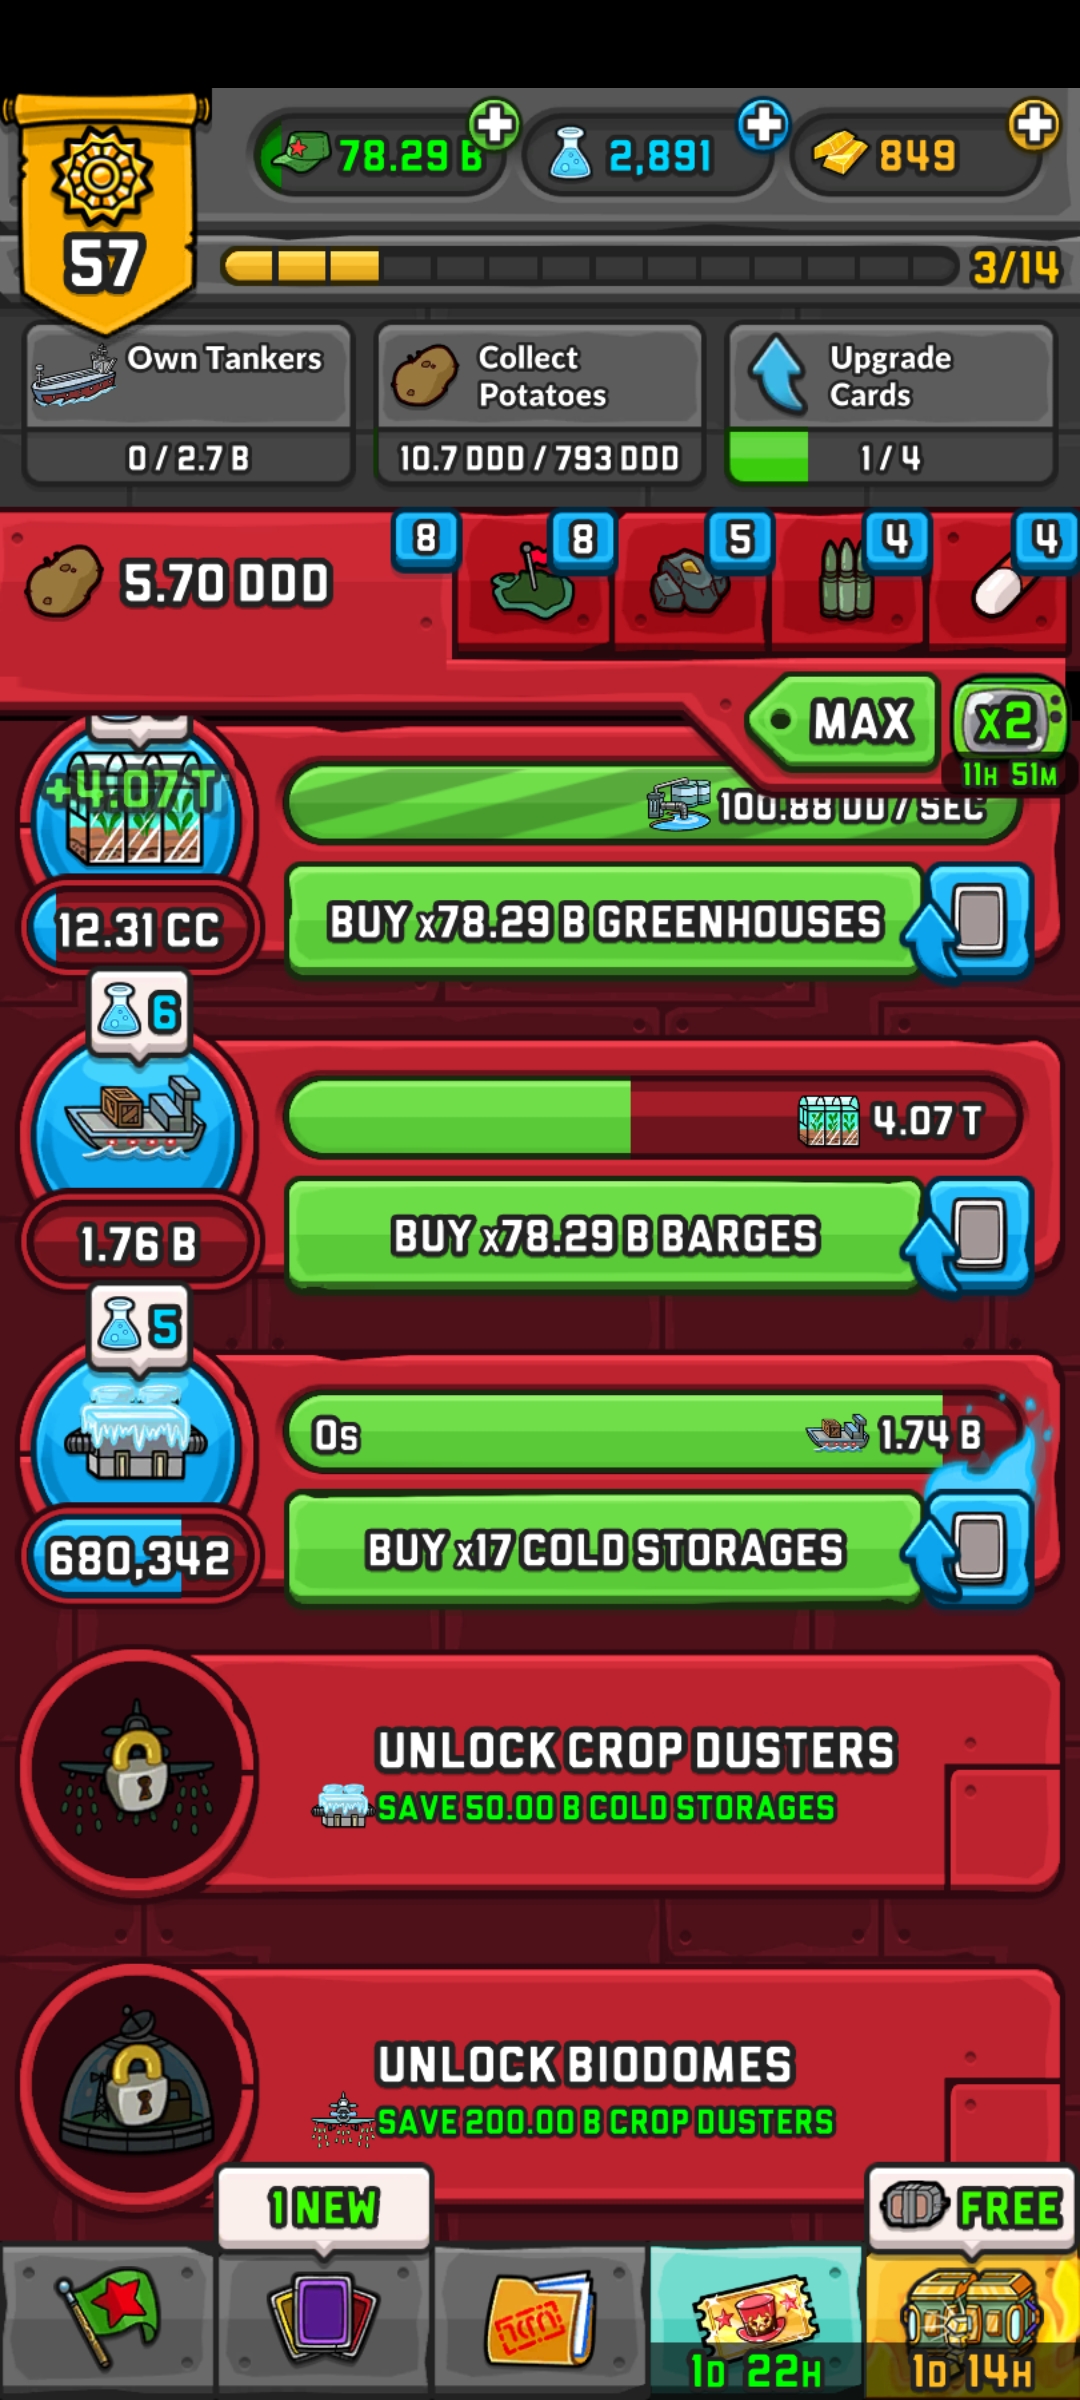 57
78.29 B
2,891
849
3/14
Own Tankers
0 / 2.7 B
Collect
Potatoes
10.7 DDD / 793 DDD
Upgrade
Cards
1 / 4
5.70 DDD
8
8
5
4
4
MAX
x2
11H 51M
+4.07 T
100.88 DD / SEC
12.31 CC
BUY x78.29 B GREENHOUSES
6
4.07 T
1.76 B
BUY x78.29 B BARGES
5
0s
1.74 B
680,342
BUY x17 COLD STORAGES
UNLOCK CROP DUSTERS
SAVE 50.00 B COLD STORAGES
UNLOCK BIODOMES
SAVE 200.00 B CROP DUSTERS
1 NEW
FREE
1D 22H
1D 14H